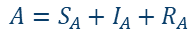 A = S_A + I_A + R_A